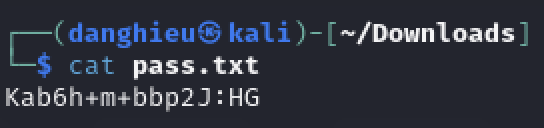 ┌──(danghieu㉿kali)-[~/Downloads]
└─$ cat pass.txt
Kab6h+m+bbp2J:HG